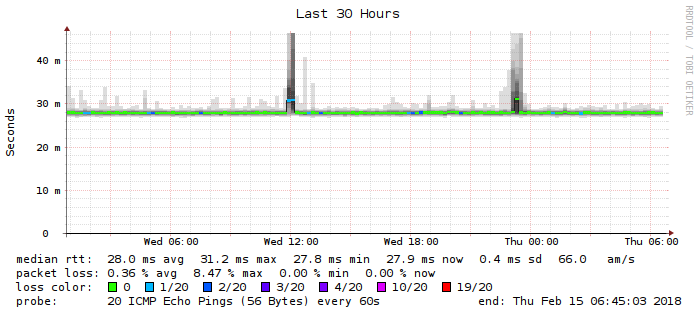 Last 30 Hours
RRDTOOL / TOBI OETIKER
Seconds
40 m
30 m
20 m
10 m
0
Wed 06:00 Wed 12:00 Wed 18:00 Thu 00:00 Thu 06:00
median rtt: 28.0 ms avg 31.2 ms max 27.8 ms min 27.9 ms now 0.4 ms sd 66.0 am/s
packet loss: 0.36 % avg 8.47 % max 0.00 % min 0.00 % now
loss color: 0 1/20 2/20 3/20 4/20 10/20 19/20
probe: 20 ICMP Echo Pings (56 Bytes) every 60s end: Thu Feb 15 06:45:03 2018